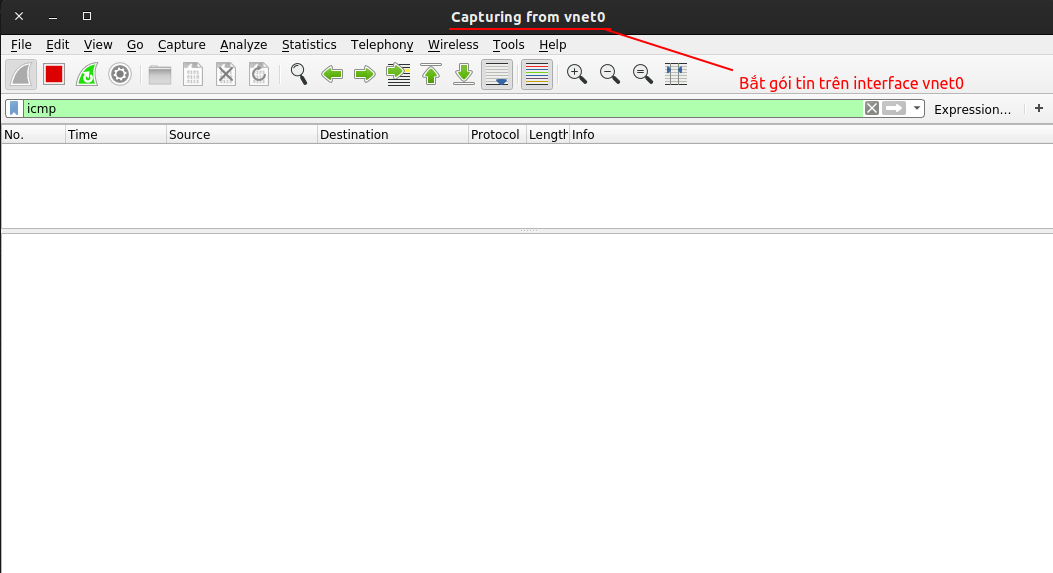 Capturing from vnet0
File Edit View Go Capture Analyze Statistics Telephony Wireless Tools Help
Bắt gói tin trên interface vnet0
icmp
Expression...
+
No. Time Source Destination Protocol Length Info